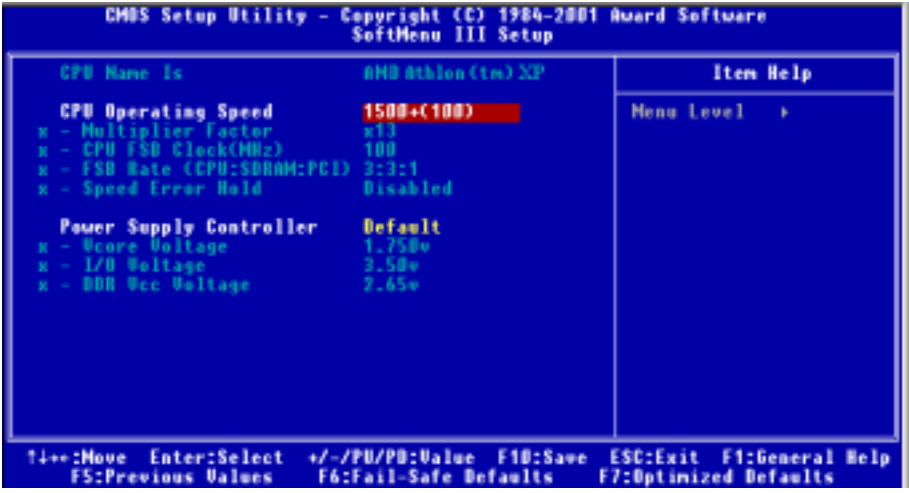 CMOS Setup Utility - Copyright (C) 1984-2001 Award Software
SoftMenu III Setup
CPU Name Is AMD Athlon(tm) XP
Item Help
CPU Operating Speed 1500+(100)
Menu Level ▸
x - Multiplier Factor x13
x - CPU FSB Clock(MHz) 100
x - FSB Rate (CPU:SDRAM:PCI) 3:3:1
x - Speed Error Hold Disabled
Power Supply Controller Default
x - Vcore Voltage 1.750v
x - I/O Voltage 3.50v
x - DDR Vcc Voltage 2.65v
↑↓→←:Move Enter:Select +/-/PU/PD:Value F10:Save ESC:Exit F1:General Help
F5:Previous Values F6:Fail-Safe Defaults F7:Optimized Defaults